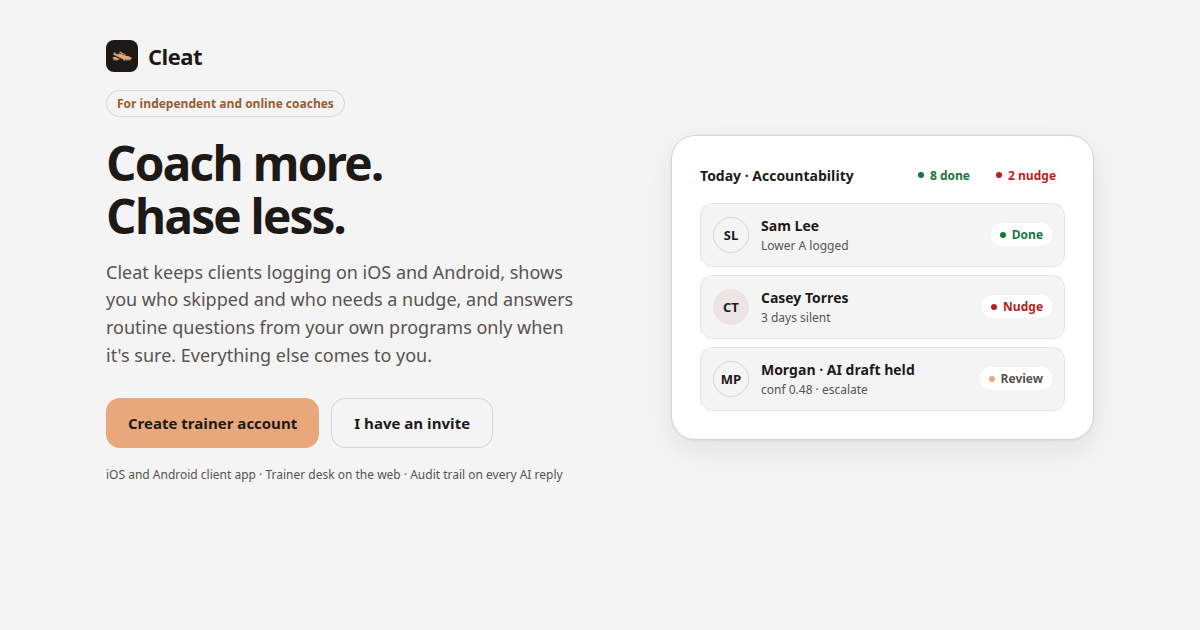 Cleat
For independent and online coaches
Coach more.
Chase less.
Cleat keeps clients logging on iOS and Android, shows
you who skipped and who needs a nudge, and answers
routine questions from your own programs only when
it's sure. Everything else comes to you.
Create trainer account
I have an invite
iOS and Android client app · Trainer desk on the web · Audit trail on every AI reply
Today · Accountability
8 done
2 nudge
SL
Sam Lee
Lower A logged
Done
CT
Casey Torres
3 days silent
Nudge
MP
Morgan · AI draft held
conf 0.48 · escalate
Review